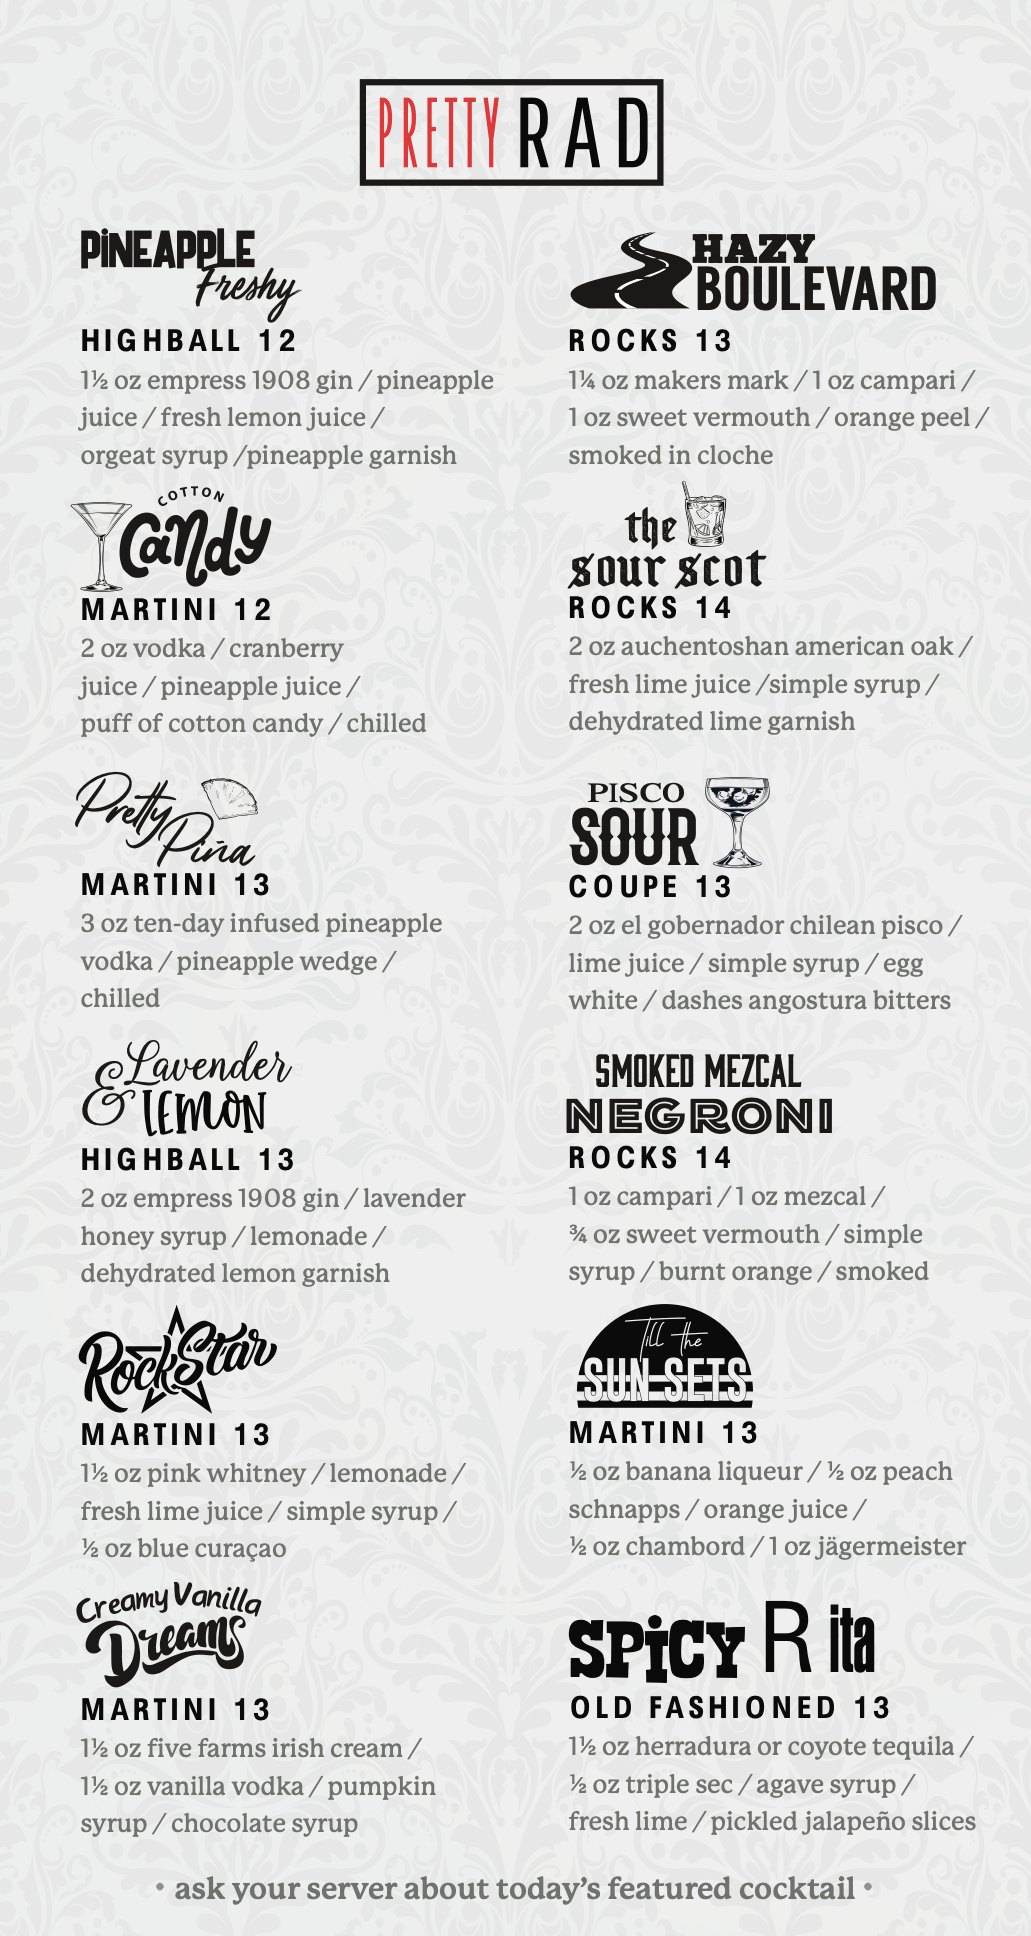 PRETTY RAD
PiNEAPPLE
Freshy
HIGHBALL 12
1½ oz empress 1908 gin / pineapple
juice / fresh lemon juice /
orgeat syrup /pineapple garnish
COTTON
Candy
MARTINI 12
2 oz vodka / cranberry
juice / pineapple juice /
puff of cotton candy / chilled
Pretty
Piña
MARTINI 13
3 oz ten-day infused pineapple
vodka / pineapple wedge /
chilled
Lavender
& LEMON
HIGHBALL 13
2 oz empress 1908 gin / lavender
honey syrup / lemonade /
dehydrated lemon garnish
RockStar
MARTINI 13
1½ oz pink whitney / lemonade /
fresh lime juice / simple syrup /
½ oz blue curaçao
Creamy Vanilla
Dreams
MARTINI 13
1½ oz five farms irish cream /
1½ oz vanilla vodka / pumpkin
syrup / chocolate syrup
HAZY
BOULEVARD
ROCKS 13
1¼ oz makers mark / 1 oz campari /
1 oz sweet vermouth / orange peel /
smoked in cloche
the
sour scot
ROCKS 14
2 oz auchentoshan american oak /
fresh lime juice /simple syrup /
dehydrated lime garnish
PISCO
SOUR
COUPE 13
2 oz el gobernador chilean pisco /
lime juice / simple syrup / egg
white / dashes angostura bitters
SMOKED MEZCAL
NEGRONI
ROCKS 14
1 oz campari / 1 oz mezcal /
¾ oz sweet vermouth / simple
syrup / burnt orange / smoked
Till the
SUN SETS
MARTINI 13
½ oz banana liqueur / ½ oz peach
schnapps / orange juice /
½ oz chambord / 1 oz jägermeister
SPiCY R ita
OLD FASHIONED 13
1½ oz herradura or coyote tequila /
½ oz triple sec / agave syrup /
fresh lime / pickled jalapeño slices
• ask your server about today's featured cocktail •